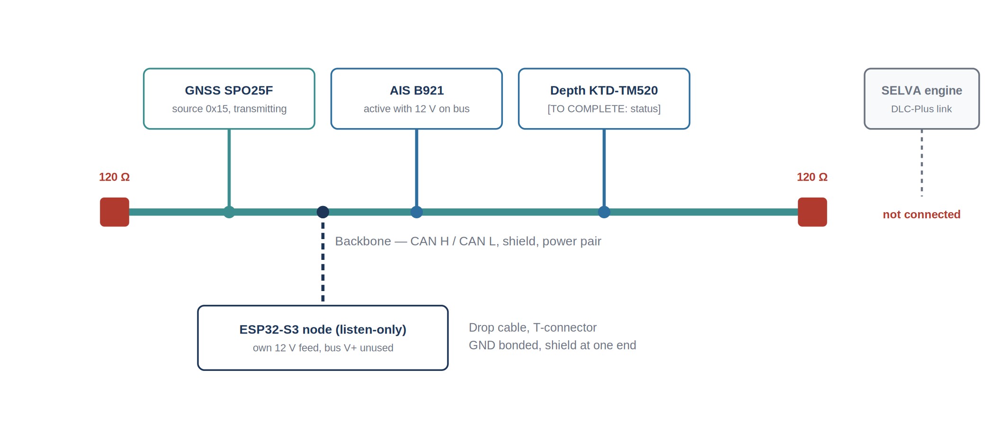 GNSS SPO25F
source 0x15, transmitting
AIS B921
active with 12 V on bus
Depth KTD-TM520
[TO COMPLETE: status]
SELVA engine
DLC-Plus link
120 Ω
120 Ω
not connected
Backbone — CAN H / CAN L, shield, power pair
ESP32-S3 node (listen-only)
own 12 V feed, bus V+ unused
Drop cable, T-connector
GND bonded, shield at one end